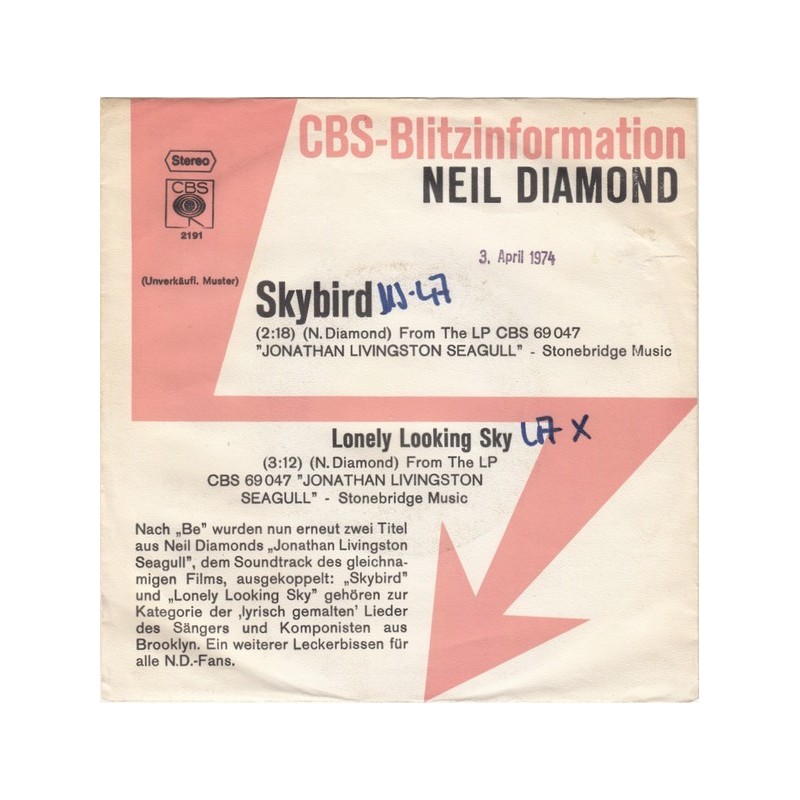 CBS-Blitzinformation
NEIL DIAMOND
Stereo
CBS
2191
3. April 1974
(Unverkäufl. Muster)
Skybird
(2:18) (N. Diamond) From The LP CBS 69 047
"JONATHAN LIVINGSTON SEAGULL" - Stonebridge Music
Lonely Looking Sky
(3:12) (N. Diamond) From The LP
CBS 69 047 "JONATHAN LIVINGSTON
SEAGULL" - Stonebridge Music
Nach „Be" wurden nun erneut zwei Titel
aus Neil Diamonds „Jonathan Livingston
Seagull", dem Soundtrack des gleichna-
migen Films, ausgekoppelt: „Skybird"
und „Lonely Looking Sky" gehören zur
Kategorie der ‚lyrisch gemalten' Lieder
des Sängers und Komponisten aus
Brooklyn. Ein weiterer Leckerbissen für
alle N.D.-Fans.